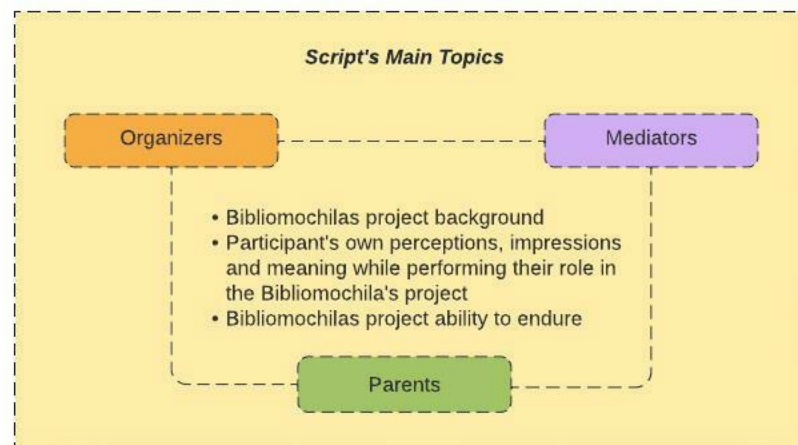 Script's Main Topics
Organizers
Mediators
• Bibliomochilas project background
• Participant's own perceptions, impressions
and meaning while performing their role in
the Bibliomochila's project
• Bibliomochilas project ability to endure
Parents